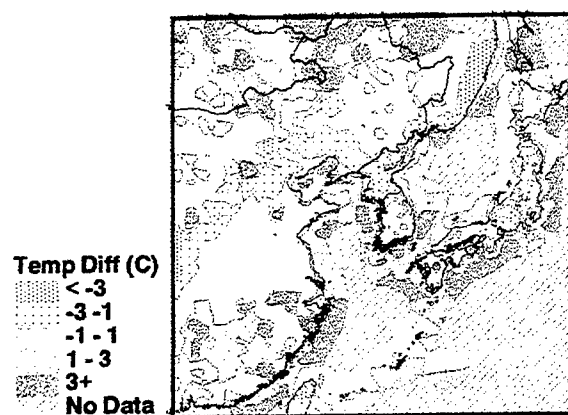 Temp Diff (C)
< -3
-3 -1
-1 - 1
1 - 3
3+
No Data